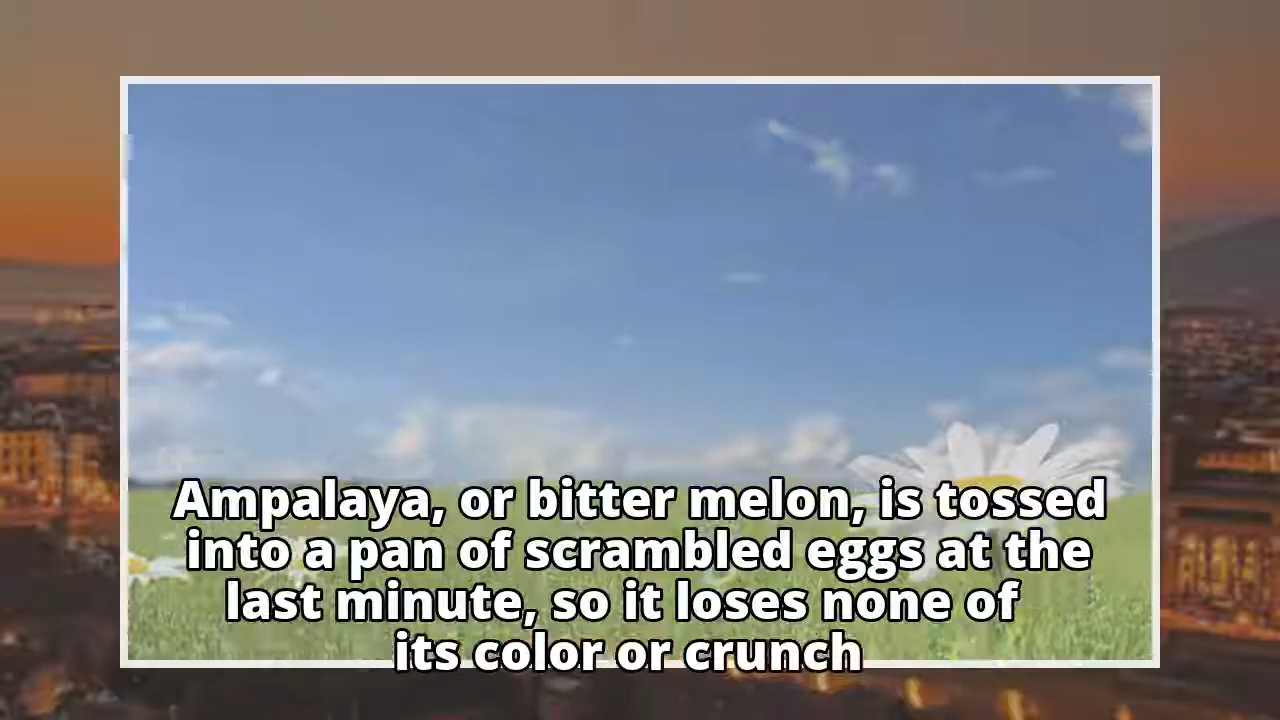 Ampalaya, or bitter melon, is tossed
into a pan of scrambled eggs at the
last minute, so it loses none of
its color or crunch